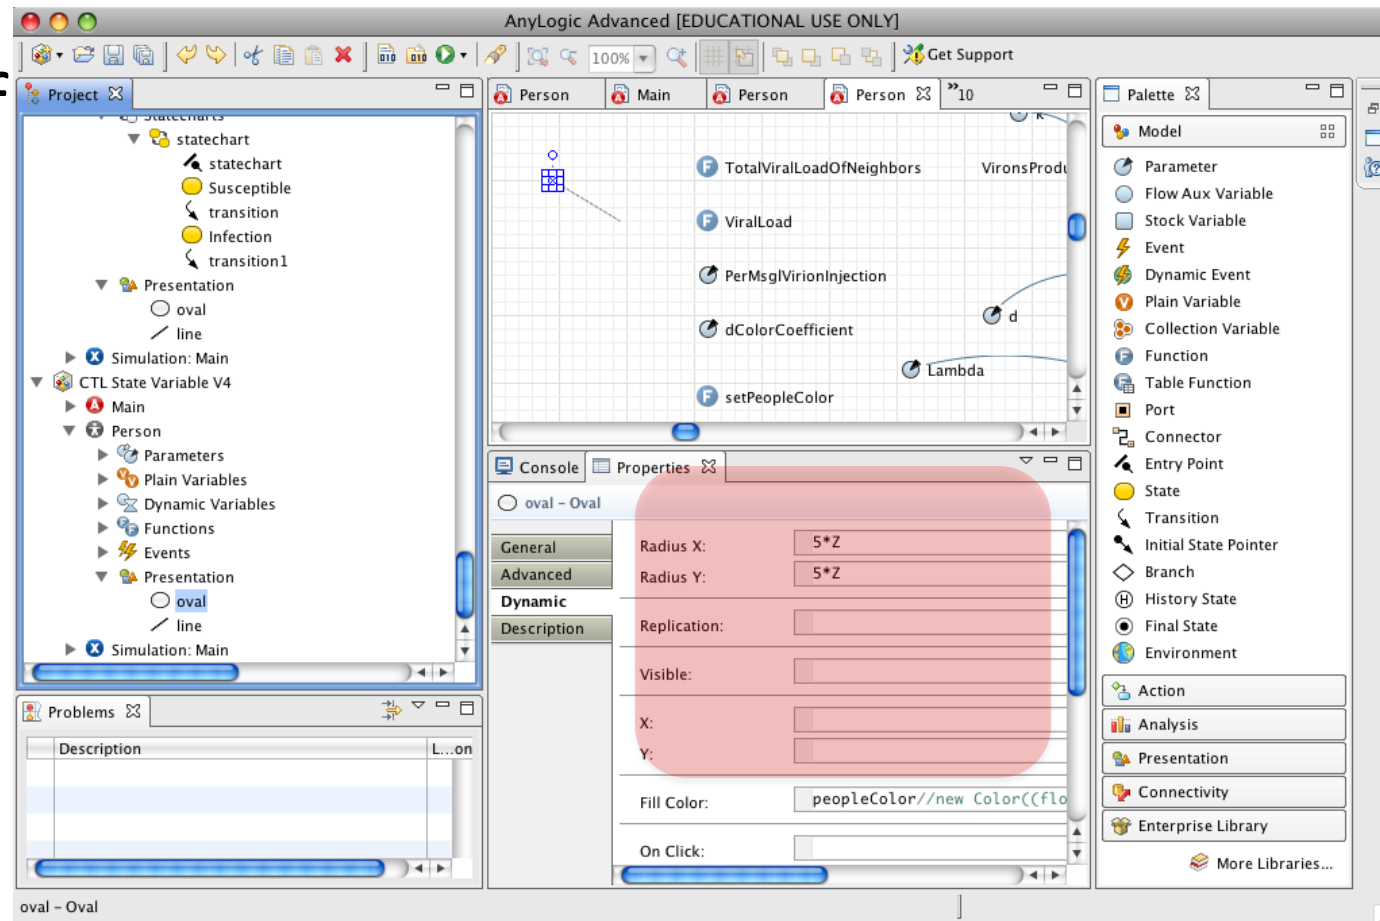 AnyLogic Advanced [EDUCATIONAL USE ONLY]
100%
Get Support
Project
Statecharts
statechart
statechart
Susceptible
transition
Infection
transition1
Presentation
oval
line
Simulation: Main
CTL State Variable V4
Main
Person
Parameters
Plain Variables
Dynamic Variables
Functions
Events
Presentation
oval
line
Simulation: Main
Problems
Description L...on
Person Main Person Person »10
K
TotalViralLoadOfNeighbors VironsProdu
ViralLoad
PerMsglVirionInjection
d
dColorCoefficient
Lambda
setPeopleColor
Console Properties
oval - Oval
General
Advanced
Dynamic
Description
Radius X: 5*Z
Radius Y: 5*Z
Replication:
Visible:
X:
Y:
Fill Color: peopleColor//new Color((flo
On Click:
Palette
Model
Parameter
Flow Aux Variable
Stock Variable
Event
Dynamic Event
Plain Variable
Collection Variable
Function
Table Function
Port
Connector
Entry Point
State
Transition
Initial State Pointer
Branch
History State
Final State
Environment
Action
Analysis
Presentation
Connectivity
Enterprise Library
More Libraries...
oval - Oval